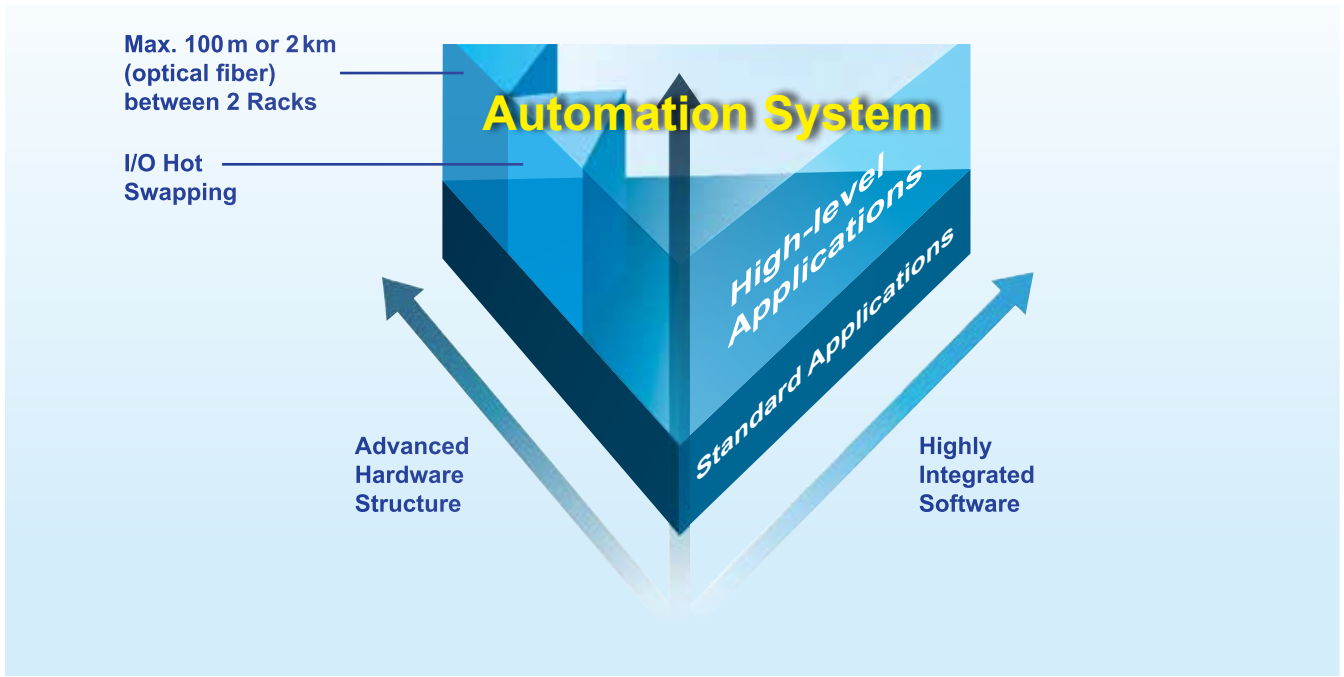 Max. 100 m or 2 km
(optical fiber)
between 2 Racks
Automation System
I/O Hot
Swapping
High-level
Applications
Standard Applications
Advanced
Hardware
Structure
Highly
Integrated
Software